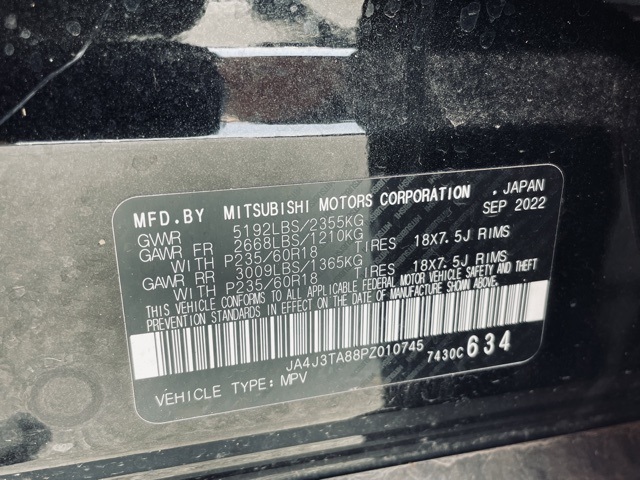 MFD.BY MITSUBISHI MOTORS CORPORATION . JAPAN
SEP 2022
GVWR 5192LBS/2355KG
GAWR FR 2668LBS/1210KG
WITH P235/60R18 TIRES 18X7.5J RIMS
GAWR RR 3009LBS/1365KG
WITH P235/60R18 TIRES 18X7.5J RIMS
THIS VEHICLE CONFORMS TO ALL APPLICABLE FEDERAL MOTOR VEHICLE SAFETY AND THEFT
PREVENTION STANDARDS IN EFFECT ON THE DATE OF MANUFACTURE SHOWN ABOVE.
JA4J3TA88PZ010745 7430C 634
VEHICLE TYPE: MPV